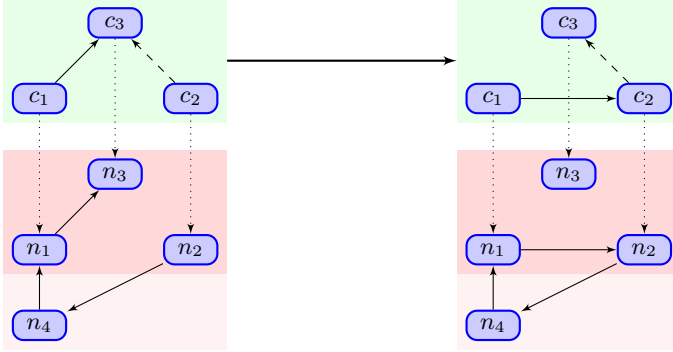 c₃ c₃
c₁ c₂ c₁ c₂
n₃ n₃
n₁ n₂ n₁ n₂
n₄ n₄